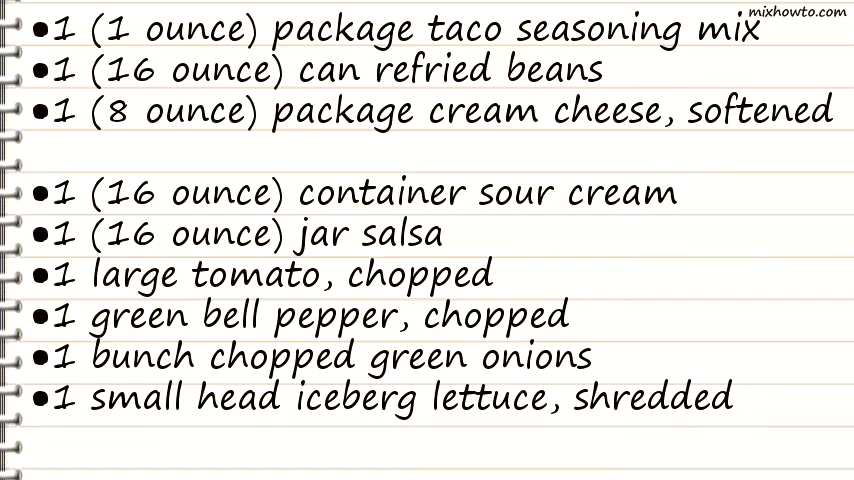 mixhowto.com
•1 (1 ounce) package taco seasoning mix
•1 (16 ounce) can refried beans
•1 (8 ounce) package cream cheese, softened
•1 (16 ounce) container sour cream
•1 (16 ounce) jar salsa
•1 large tomato, chopped
•1 green bell pepper, chopped
•1 bunch chopped green onions
•1 small head iceberg lettuce, shredded